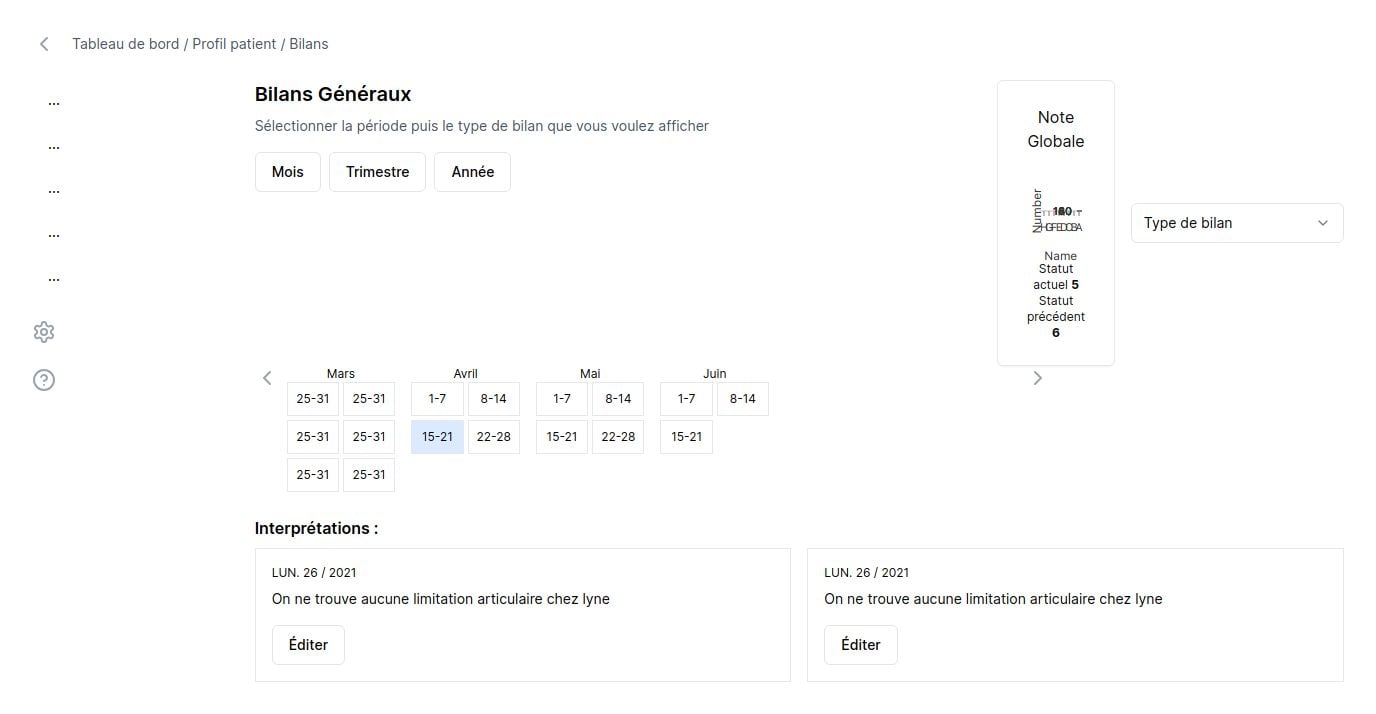 Tableau de bord / Profil patient / Bilans
...
...
...
...
...
Bilans Généraux
Sélectionner la période puis le type de bilan que vous voulez afficher
Mois Trimestre Année
Note
Globale
Number
Name
Statut
actuel 5
Statut
précédent
6
Type de bilan
Mars Avril Mai Juin
25-31 25-31 1-7 8-14 1-7 8-14 1-7 8-14
25-31 25-31 15-21 22-28 15-21 22-28 15-21
25-31 25-31
Interprétations :
LUN. 26 / 2021
On ne trouve aucune limitation articulaire chez lyne
Éditer
LUN. 26 / 2021
On ne trouve aucune limitation articulaire chez lyne
Éditer